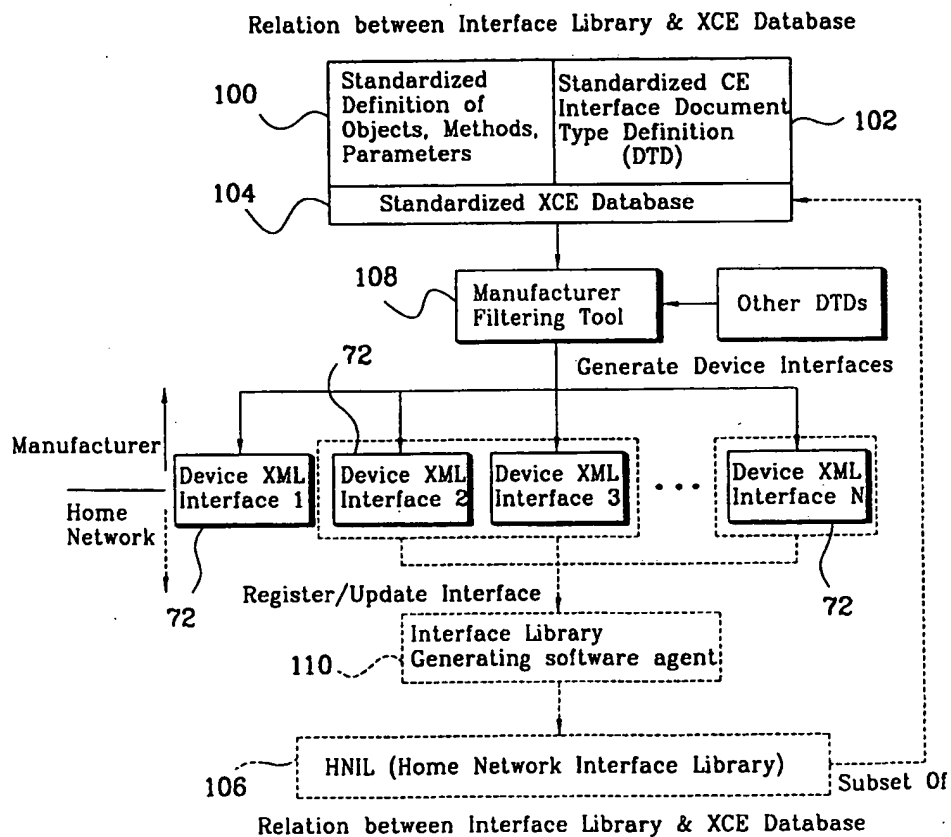 Relation between Interface Library & XCE Database
100
Standardized
Definition of
Objects, Methods,
Parameters
Standardized CE
Interface Document
Type Definition
(DTD)
102
104
Standardized XCE Database
108
Manufacturer
Filtering Tool
Other DTDs
72
Generate Device Interfaces
Manufacturer
Home
Network
Device XML
Interface 1
Device XML
Interface 2
Device XML
Interface 3
Device XML
Interface N
72
Register/Update Interface
72
110
Interface Library
Generating software agent
106
HNIL (Home Network Interface Library)
Subset Of
Relation between Interface Library & XCE Database